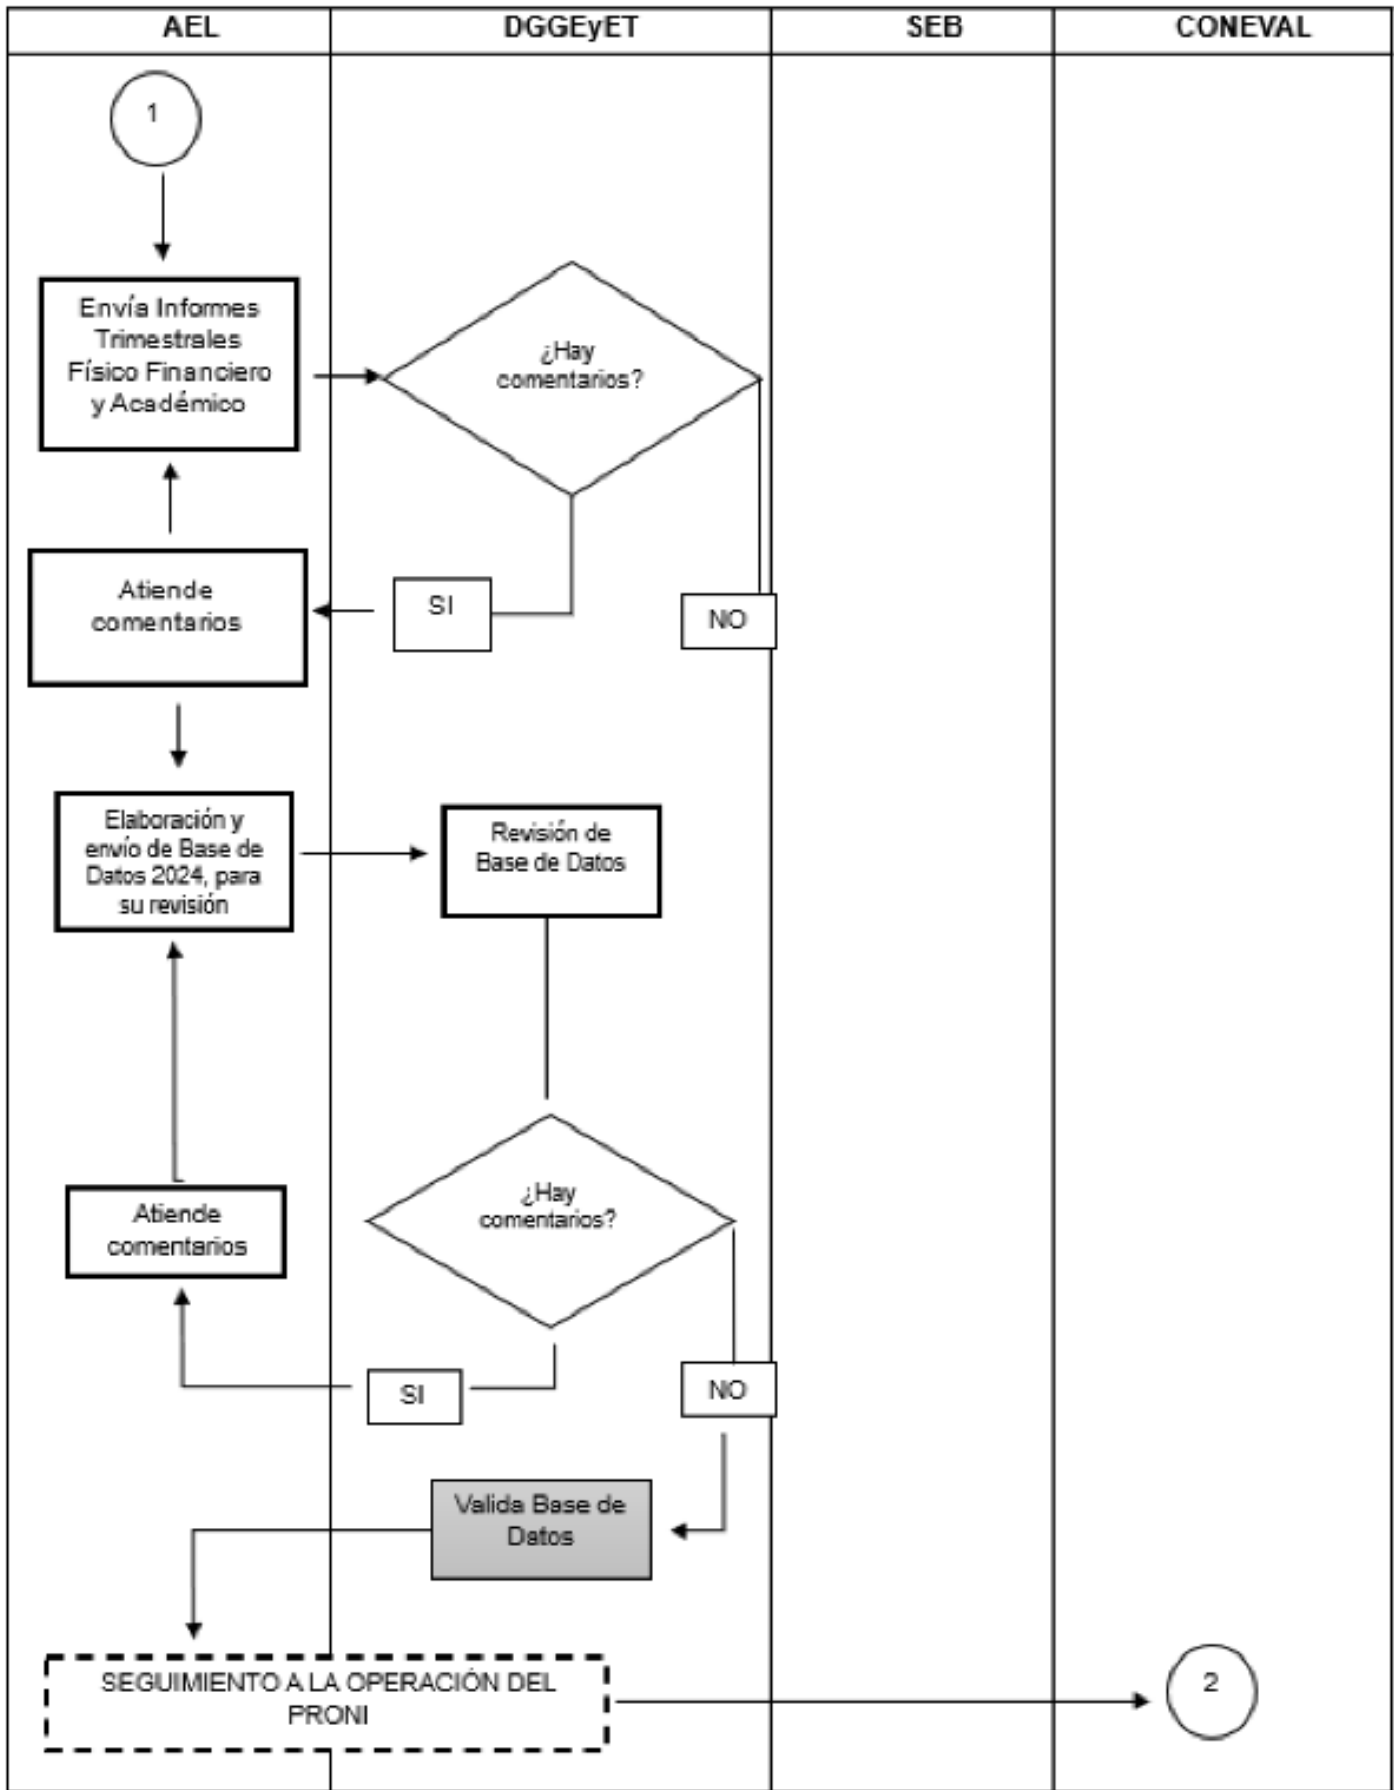 AEL
DGGEyET
SEB
CONEVAL
1
Envía Informes
Trimestrales
Físico Financiero
y Académico
¿Hay
comentarios?
Atiende
comentarios
SI
NO
Elaboración y
envío de Base de
Datos 2024, para
su revisión
Revisión de
Base de Datos
¿Hay
comentarios?
Atiende
comentarios
SI
NO
Valida Base de
Datos
SEGUIMIENTO A LA OPERACIÓN DEL
PRONI
2